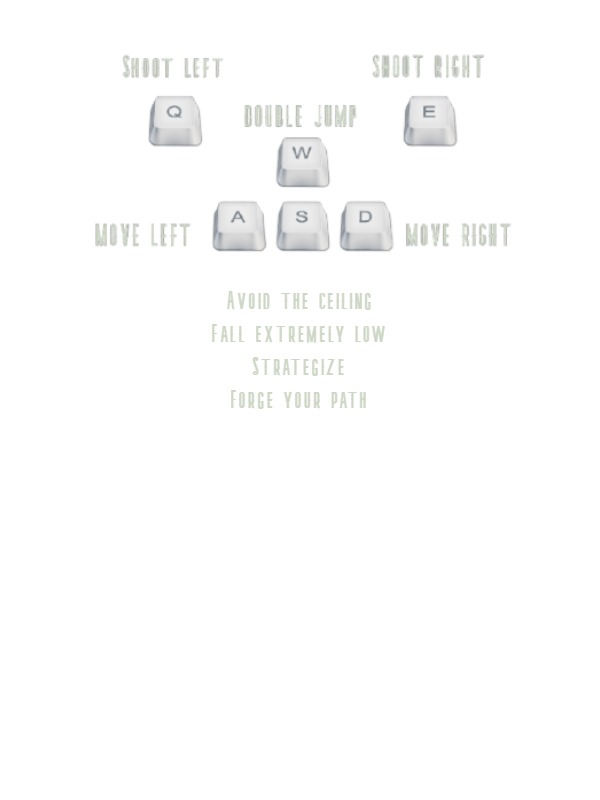 Shoot left
Shoot right
Q
E
Double jump
W
Move left
A S D
Move right
Avoid the ceiling
Fall extremely low
Strategize
Forge your path